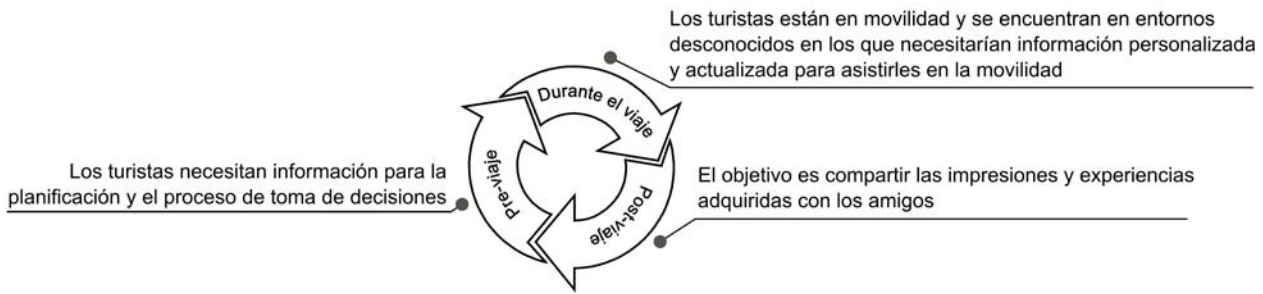 Los turistas están en movilidad y se encuentran en entornos
desconocidos en los que necesitarían información personalizada
y actualizada para asistirles en la movilidad
Durante el viaje
Los turistas necesitan información para la
planificación y el proceso de toma de decisiones
Pre-viaje
Post-viaje
El objetivo es compartir las impresiones y experiencias
adquiridas con los amigos